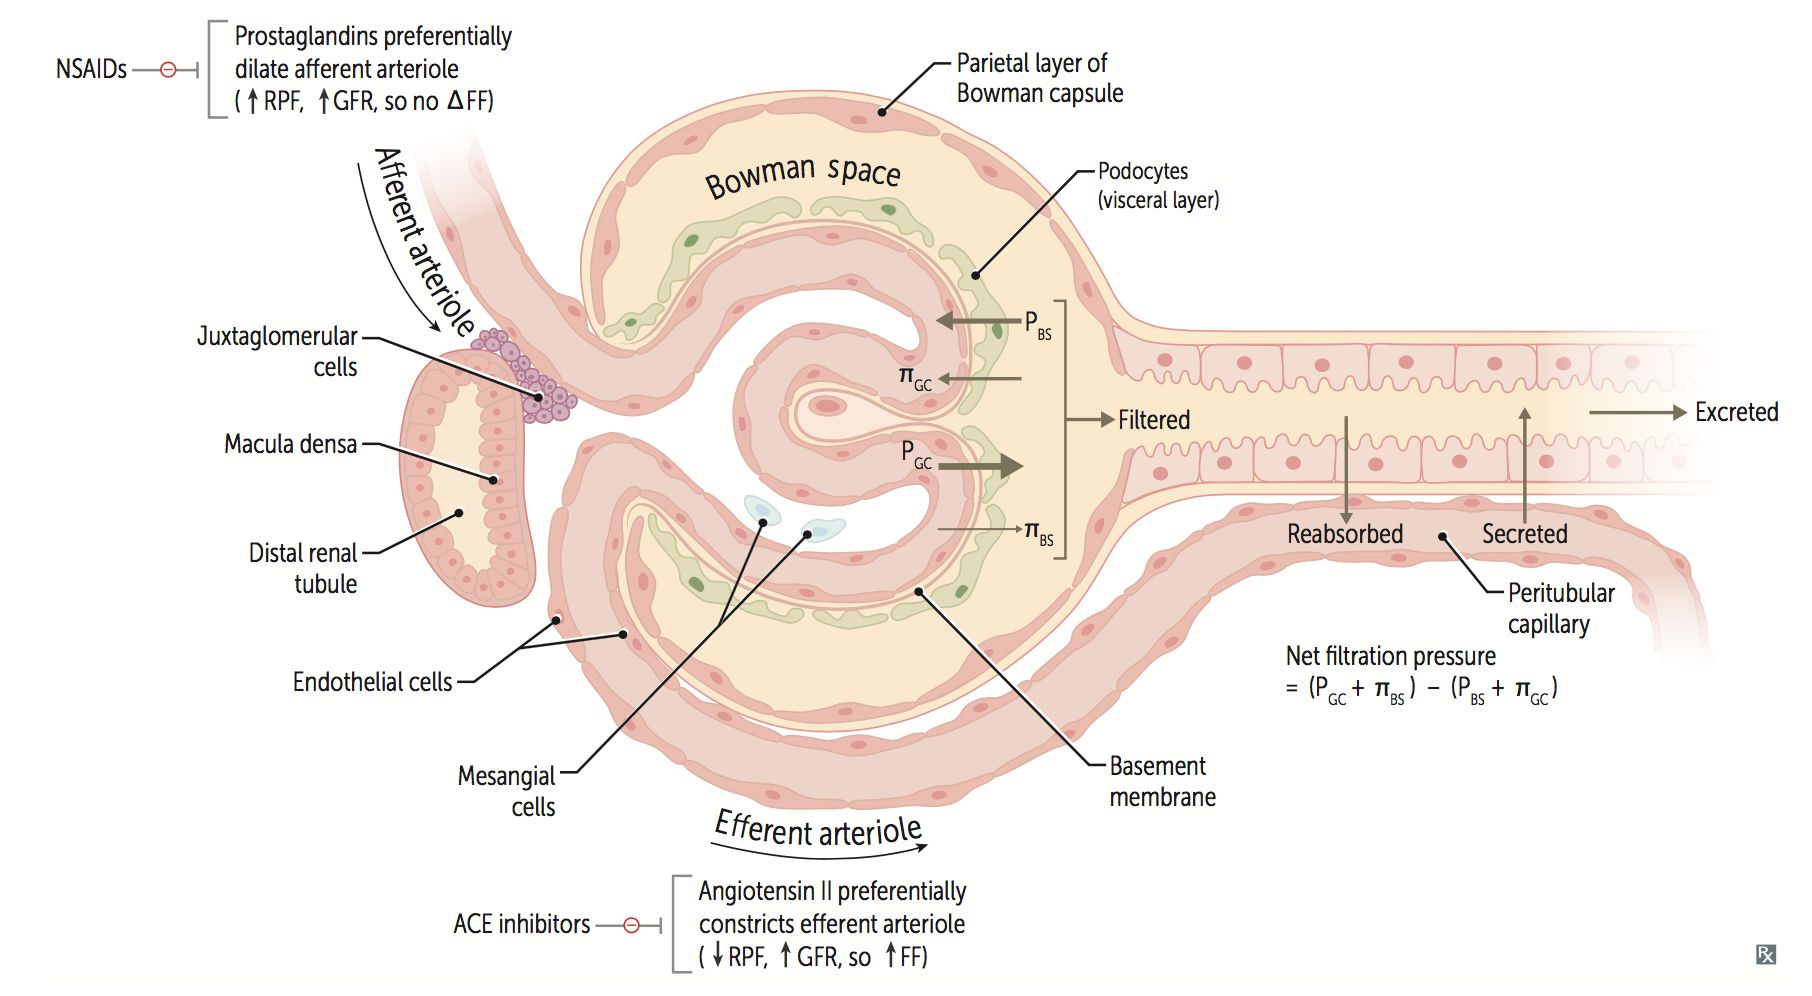 NSAIDs
Prostaglandins preferentially
dilate afferent arteriole
(↑RPF, ↑GFR, so no ΔFF)
Afferent arteriole
Parietal layer of
Bowman capsule
Bowman space
Podocytes
(visceral layer)
Juxtaglomerular
cells
Macula densa
Distal renal
tubule
Endothelial cells
Mesangial
cells
P_BS
π_GC
P_GC
π_BS
Filtered
Excreted
Reabsorbed
Secreted
Peritubular
capillary
Net filtration pressure
= (P_GC + π_BS) − (P_BS + π_GC)
Basement
membrane
Efferent arteriole
ACE inhibitors
Angiotensin II preferentially
constricts efferent arteriole
(↓RPF, ↑GFR, so ↑FF)
Rx